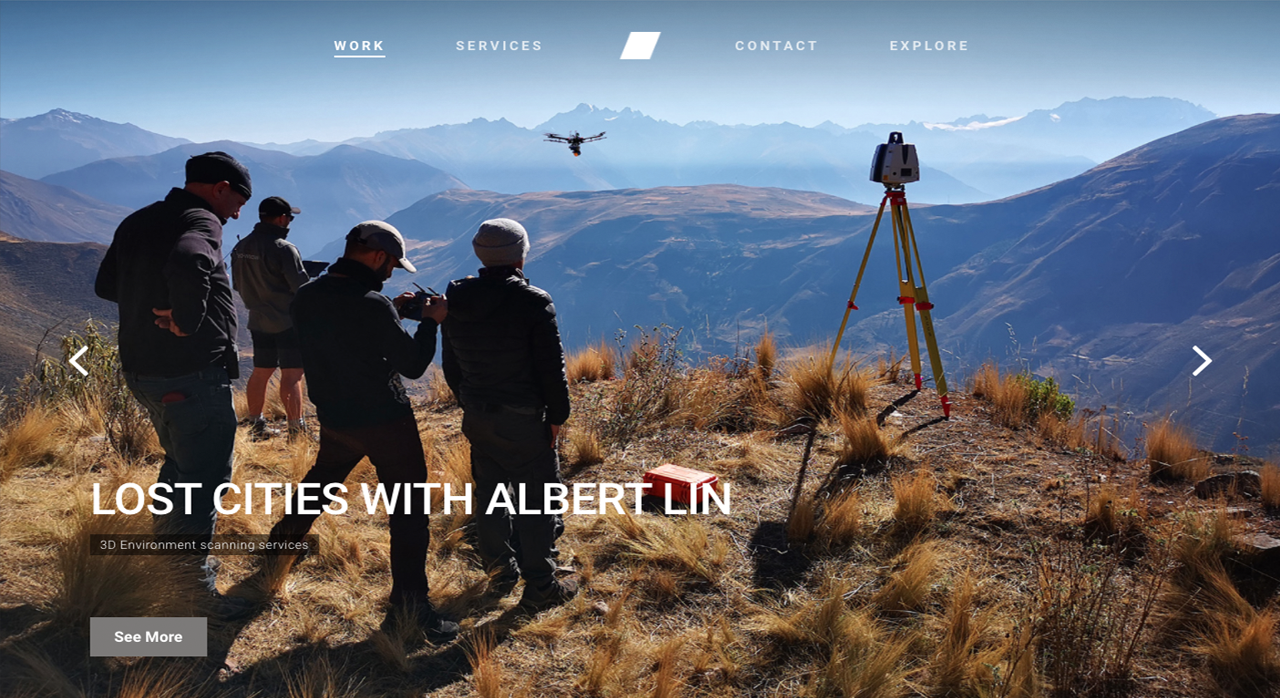 WORK
SERVICES
CONTACT
EXPLORE
LOST CITIES WITH ALBERT LIN
3D Environment scanning services
See More